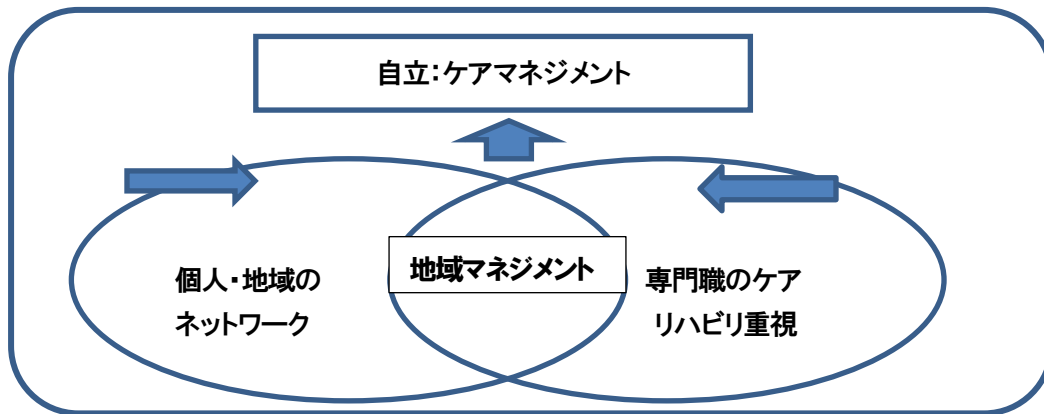 自立：ケアマネジメント
地域マネジメント
個人・地域の
ネットワーク
専門職のケア
リハビリ重視